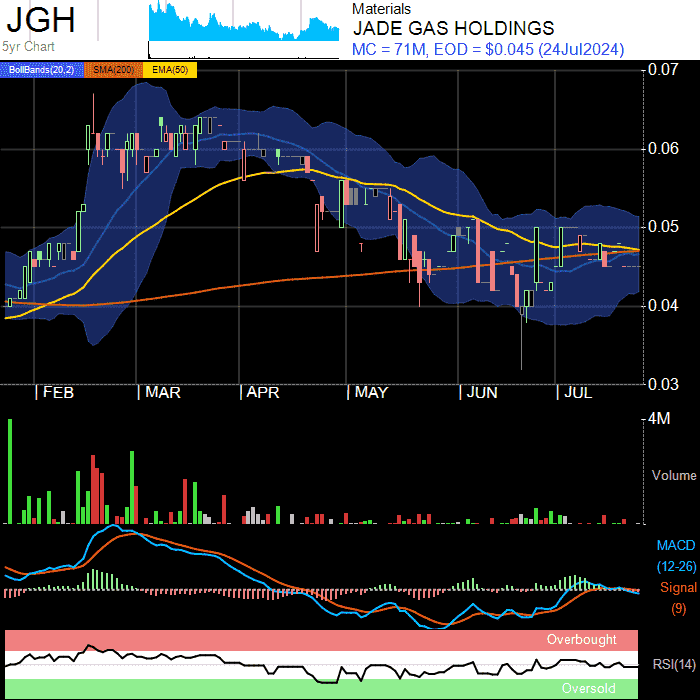 JGH
5yr Chart
Materials
JADE GAS HOLDINGS
MC = 71M, EOD = $0.045 (24Jul2024)
BollBands(20,2) SMA(200) EMA(50)
0.07
0.06
0.05
0.04
0.03
| FEB | MAR | APR | MAY | JUN | JUL
4M
Volume
MACD
(12-26)
Signal
(9)
Overbought
RSI(14)
Oversold